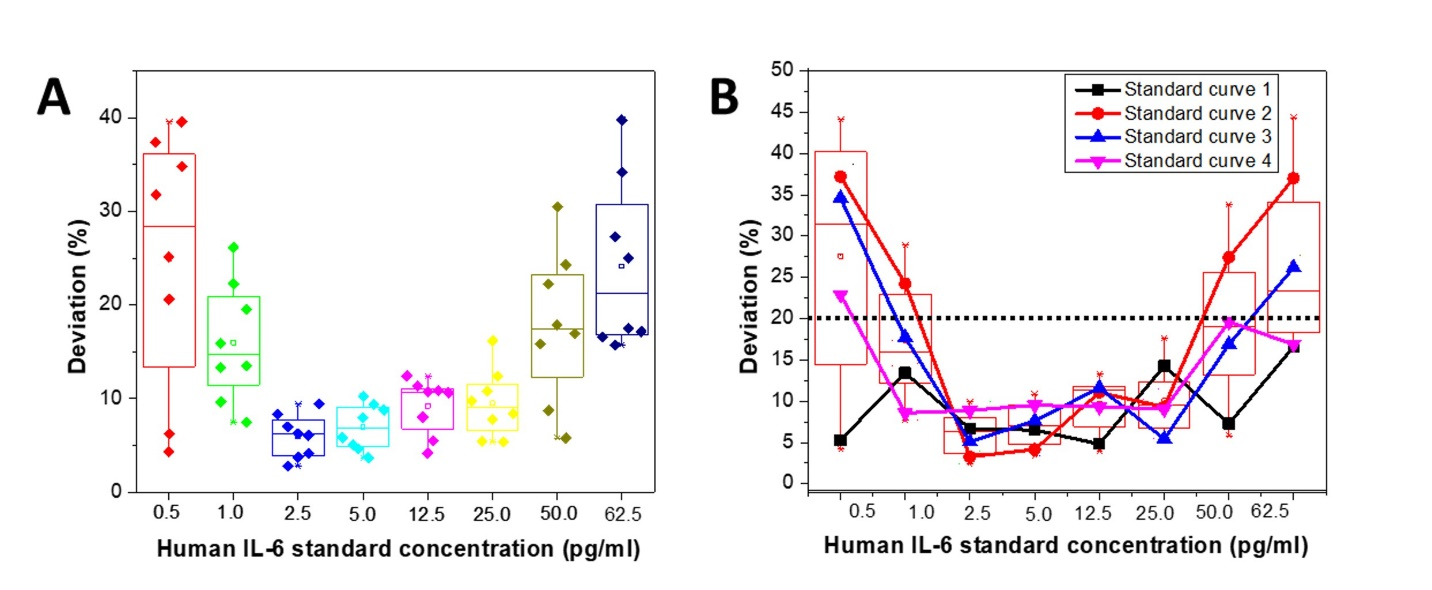 A
Deviation (%)
40
30
20
10
0
0.5 1.0 2.5 5.0 12.5 25.0 50.0 62.5
Human IL-6 standard concentration (pg/ml)
B
Deviation (%)
50
45
40
35
30
25
20
15
10
5
0
Standard curve 1
Standard curve 2
Standard curve 3
Standard curve 4
0.5 1.0 2.5 5.0 12.5 25.0 50.0 62.5
Human IL-6 standard concentration (pg/ml)